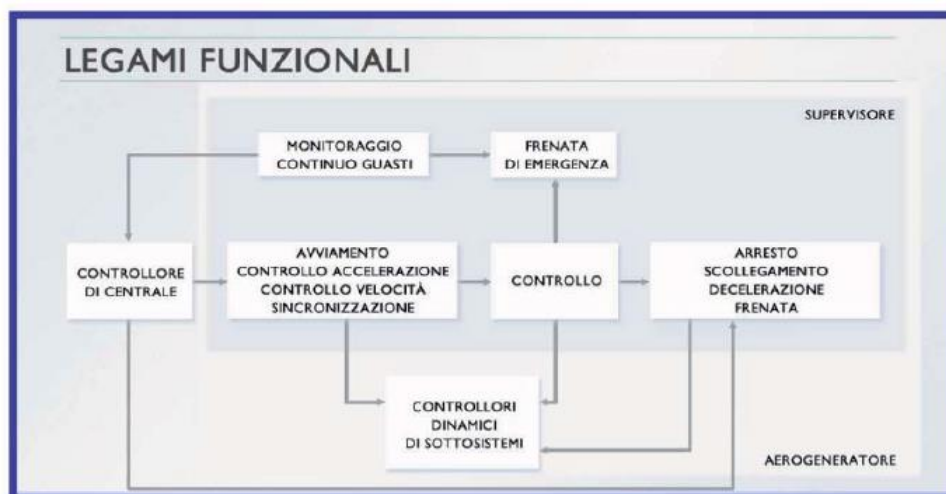 LEGAMI FUNZIONALI
SUPERVISORE
MONITORAGGIO
CONTINUO GUASTI
FRENATA
DI EMERGENZA
CONTROLLORE
DI CENTRALE
AVVIAMENTO
CONTROLLO ACCELERAZIONE
CONTROLLO VELOCITÀ
SINCRONIZZAZIONE
CONTROLLO
ARRESTO
SCOLLEGAMENTO
DECELERAZIONE
FRENATA
CONTROLLORI
DINAMICI
DI SOTTOSISTEMI
AEROGENERATORE